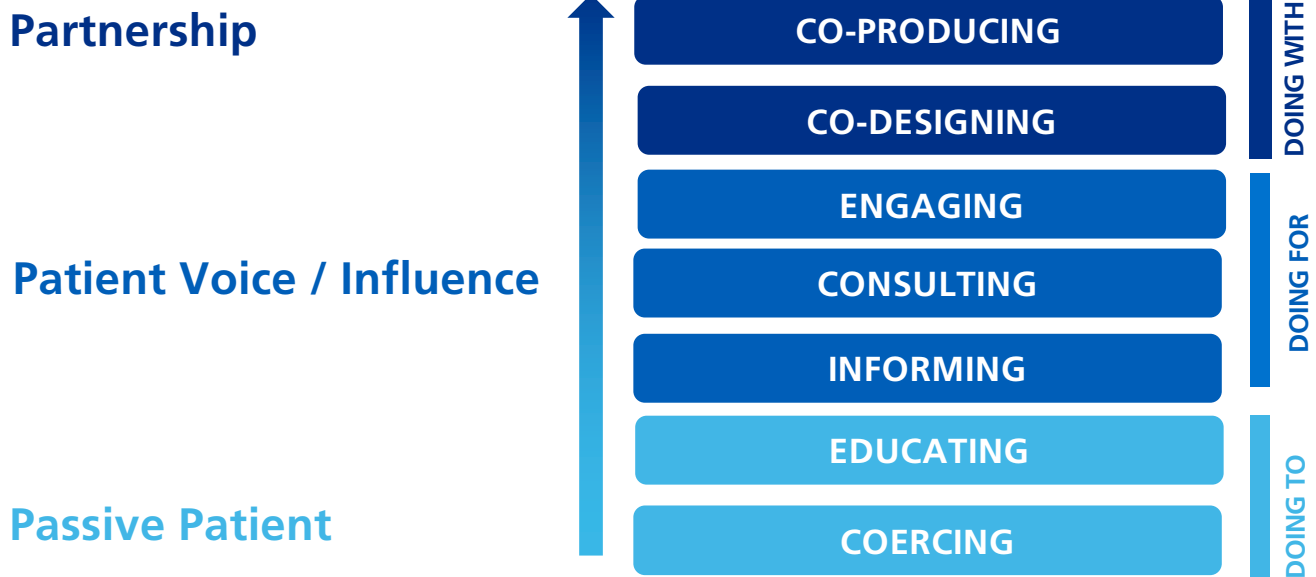 Partnership
CO-PRODUCING
DOING WITH
CO-DESIGNING
ENGAGING
Patient Voice / Influence
CONSULTING
DOING FOR
INFORMING
EDUCATING
Passive Patient
COERCING
DOING TO